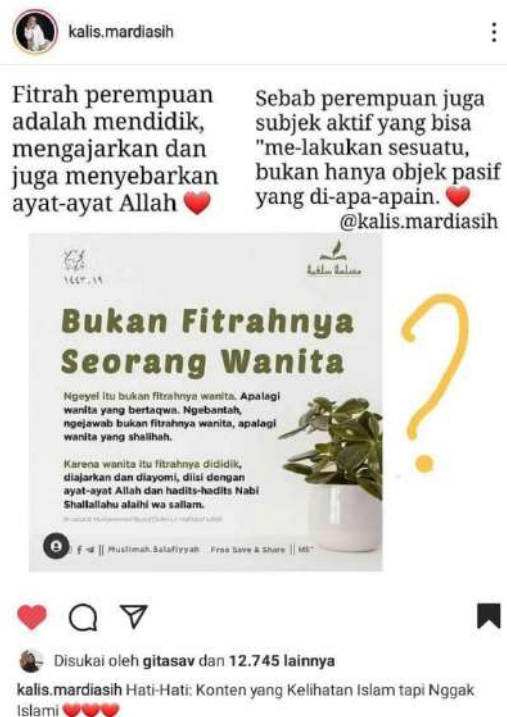 kalis.mardiasih
Fitrah perempuan
adalah mendidik,
mengajarkan dan
juga menyebarkan
ayat-ayat Allah ❤️
Sebab perempuan juga
subjek aktif yang bisa
"me-lakukan sesuatu,
bukan hanya objek pasif
yang di-apa-apain. ❤️
@kalis.mardiasih
Bukan Fitrahnya
Seorang Wanita
Ngeyel itu bukan fitrahnya wanita. Apalagi
wanita yang bertaqwa. Ngebantah,
ngejawab bukan fitrahnya wanita, apalagi
wanita yang shalihah.
Karena wanita itu fitrahnya dididik,
diajarkan dan diayomi, diisi dengan
ayat-ayat Allah dan hadits-hadits Nabi
Shallallahu alaihi wa sallam.
|| Muslimah.Salafiyyah Free Save & Share || MS
?
Disukai oleh gitasav dan 12.745 lainnya
kalis.mardiasih Hati-Hati: Konten yang Kelihatan Islam tapi Nggak
Islami ❤️❤️❤️